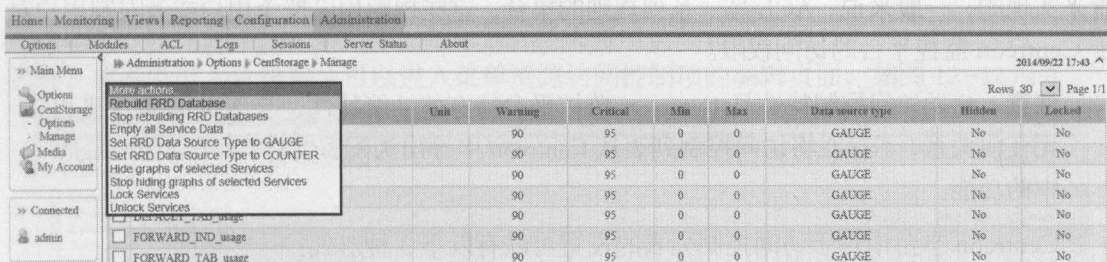 Home | Monitoring | Views | Reporting | Configuration | Administration |
Options | Modules | ACL | Logs | Sessions | Server Status | About
Main Menu
Options
CentStorage
- Options
- Manage
Media
My Account
Connected
admin
Administration Options CentStorage Manage
2014/09/22 17:43
Rows 30 Page 1/1
More actions...
Rebuild RRD Database
Stop rebuilding RRD Databases
Empty all Service Data
Set RRD Data Source Type to GAUGE
Set RRD Data Source Type to COUNTER
Hide graphs of selected Services
Stop hiding graphs of selected Services
Lock Services
Unlock Services
Unit Warning Critical Min Max Data source type Hidden Locked
90 95 0 0 GAUGE No No
90 95 0 0 GAUGE No No
90 95 0 0 GAUGE No No
90 95 0 0 GAUGE No No
DEFAULT_TAB_usage 90 95 0 0 GAUGE No No
FORWARD_IND_usage 90 95 0 0 GAUGE No No
FORWARD_TAB_usage 90 95 0 0 GAUGE No No